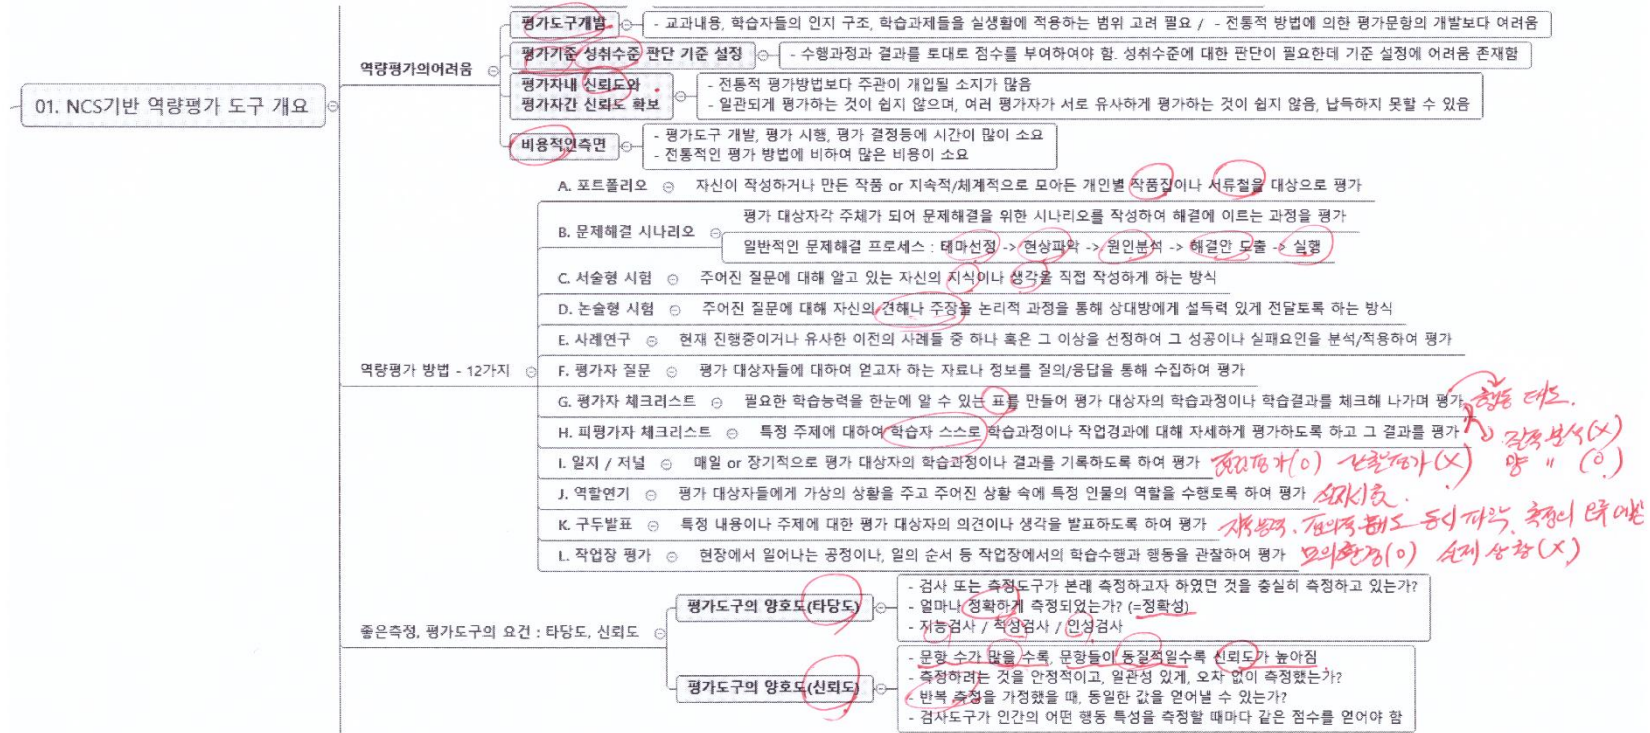 01. NCS기반 역량평가 도구 개요
역량평가의어려움
평가도구개발
- 교과내용, 학습자들의 인지 구조, 학습과제들을 실생활에 적용하는 범위 고려 필요 / - 전통적 방법에 의한 평가문항의 개발보다 어려움
평가기준 성취수준 판단 기준 설정
- 수행과정과 결과를 토대로 점수를 부여하여야 함. 성취수준에 대한 판단이 필요한데 기준 설정에 어려움 존재함
평가자내 신뢰도와
평가자간 신뢰도 확보
- 전통적 평가방법보다 주관이 개입될 소지가 많음
- 일관되게 평가하는 것이 쉽지 않으며, 여러 평가자가 서로 유사하게 평가하는 것이 쉽지 않음, 납득하지 못할 수 있음
비용적인측면
- 평가도구 개발, 평가 시행, 평가 결정등에 시간이 많이 소요
- 전통적인 평가 방법에 비하여 많은 비용이 소요
역량평가 방법 - 12가지
A. 포트폴리오 자신이 작성하거나 만든 작품 or 지속적/체계적으로 모아든 개인별 작품집이나 서류철을 대상으로 평가
B. 문제해결 시나리오
평가 대상자각 주체가 되어 문제해결을 위한 시나리오를 작성하여 해결에 이르는 과정을 평가
일반적인 문제해결 프로세스 : 테마선정 -> 현상파악 -> 원인분석 -> 해결안 도출 -> 실행
C. 서술형 시험 주어진 질문에 대해 알고 있는 자신의 지식이나 생각을 직접 작성하게 하는 방식
D. 논술형 시험 주어진 질문에 대해 자신의 견해나 주장을 논리적 과정을 통해 상대방에게 설득력 있게 전달토록 하는 방식
E. 사례연구 현재 진행중이거나 유사한 이전의 사례들 중 하나 혹은 그 이상을 선정하여 그 성공이나 실패요인을 분석/적용하여 평가
F. 평가자 질문 평가 대상자들에 대하여 얻고자 하는 자료나 정보를 질의/응답을 통해 수집하여 평가
G. 평가자 체크리스트 필요한 학습능력을 한눈에 알 수 있는 표를 만들어 평가 대상자의 학습과정이나 학습결과를 체크해 나가며 평가 행동 태도.
H. 피평가자 체크리스트 특정 주제에 대하여 학습자 스스로 학습과정이나 작업경과에 대해 자세하게 평가하도록 하고 그 결과를 평가 질적분석(X)
양 " (O)
I. 일지 / 저널 매일 or 장기적으로 평가 대상자의 학습과정이나 결과를 기록하도록 하여 평가 (O) 관찰평가(X)
J. 역할연기 평가 대상자들에게 가상의 상황을 주고 주어진 상황 속에 특정 인물의 역할을 수행토록 하여 평가
K. 구두발표 특정 내용이나 주제에 대한 평가 대상자의 의견이나 생각을 발표하도록 하여 평가 동시 파악.
L. 작업장 평가 현장에서 일어나는 공정이나, 일의 순서 등 작업장에서의 학습수행과 행동을 관찰하여 평가 모의환경(O) 실제상황(X)
좋은측정, 평가도구의 요건 : 타당도, 신뢰도
평가도구의 양호도(타당도)
- 검사 또는 측정도구가 본래 측정하고자 하였던 것을 충실히 측정하고 있는가?
- 얼마나 정확하게 측정되었는가? (=정확성)
- 지능검사 / 적성검사 / 인성검사
평가도구의 양호도(신뢰도)
- 문항 수가 많을 수록, 문항들이 동질적일수록 신뢰도가 높아짐
- 측정하려는 것을 안정적이고, 일관성 있게, 오차 없이 측정했는가?
- 반복 측정을 가정했을 때, 동일한 값을 얻어낼 수 있는가?
- 검사도구가 인간의 어떤 행동 특성을 측정할 때마다 같은 점수를 얻어야 함